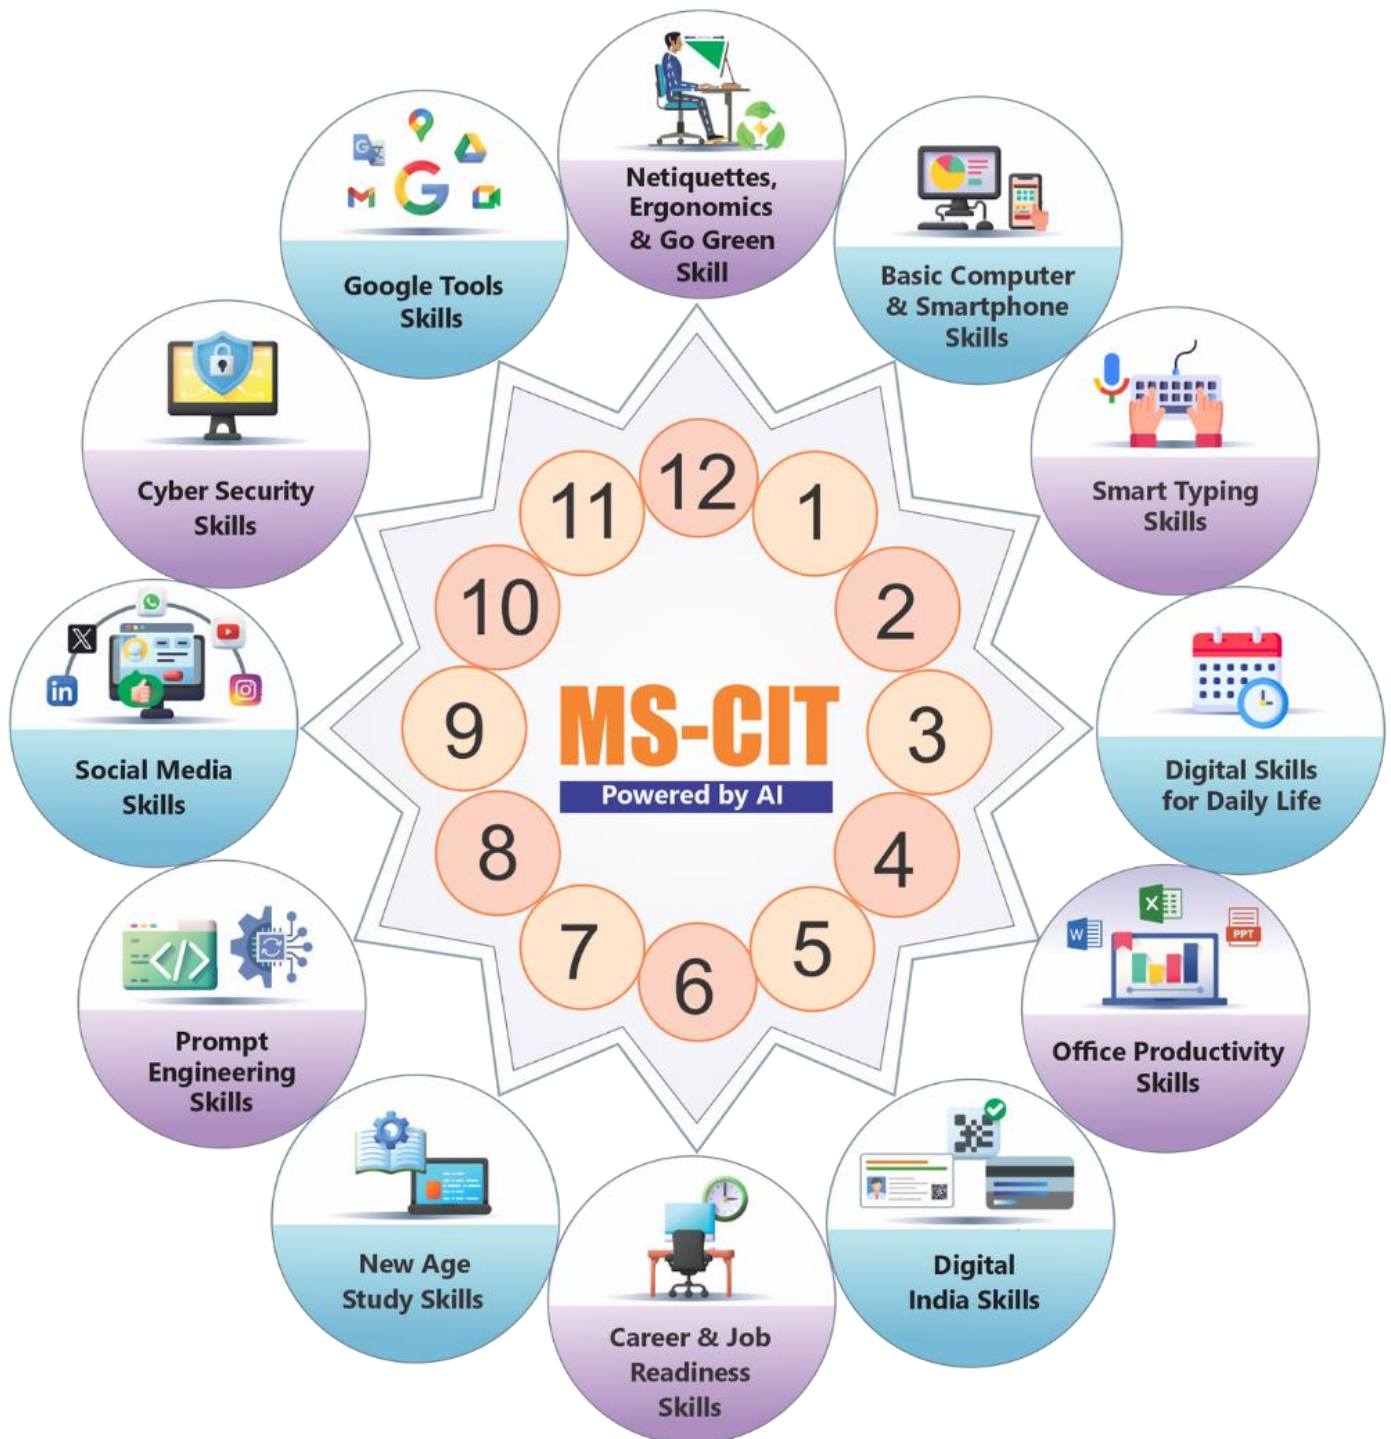 Netiquettes,
Ergonomics
& Go Green
Skill
Basic Computer
& Smartphone
Skills
Smart Typing
Skills
Digital Skills
for Daily Life
W
X
PPT
Office Productivity
Skills
Digital
India Skills
Career & Job
Readiness
Skills
New Age
Study Skills
</>
Prompt
Engineering
Skills
in
X
Social Media
Skills
Cyber Security
Skills
G
G
Google Tools
Skills
12
1
2
3
4
5
6
7
8
9
10
11
MS-CIT
Powered by AI